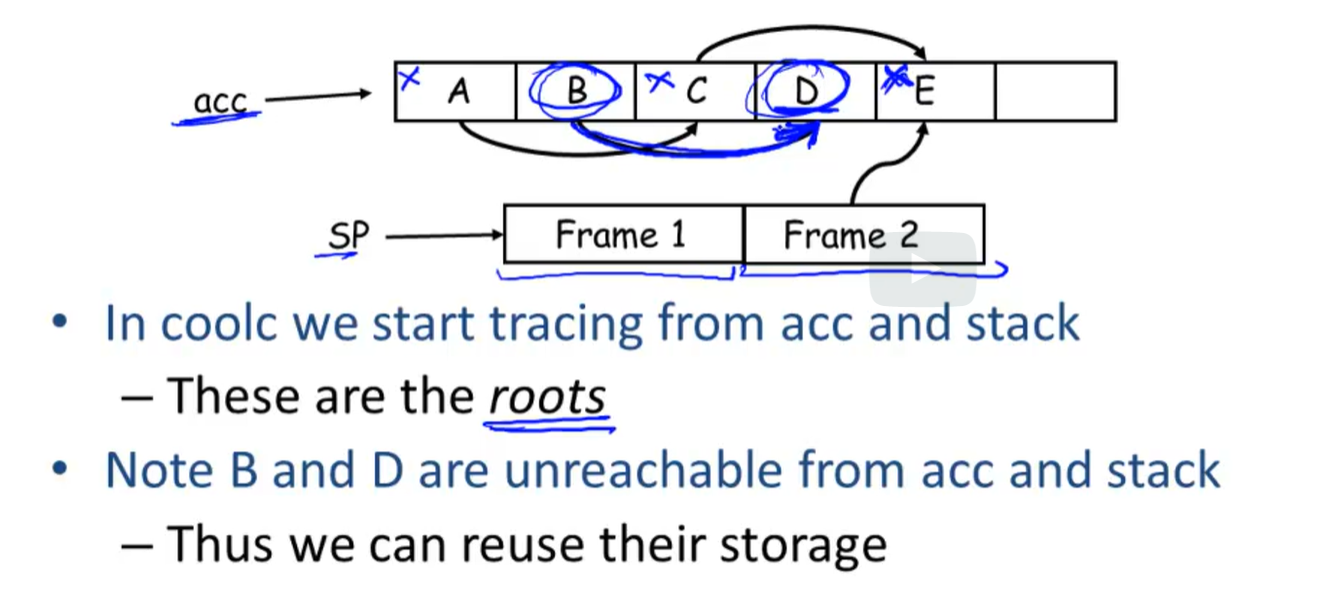 acc
A B C D E
SP Frame 1 Frame 2
• In coolc we start tracing from acc and stack
– These are the roots
• Note B and D are unreachable from acc and stack
– Thus we can reuse their storage